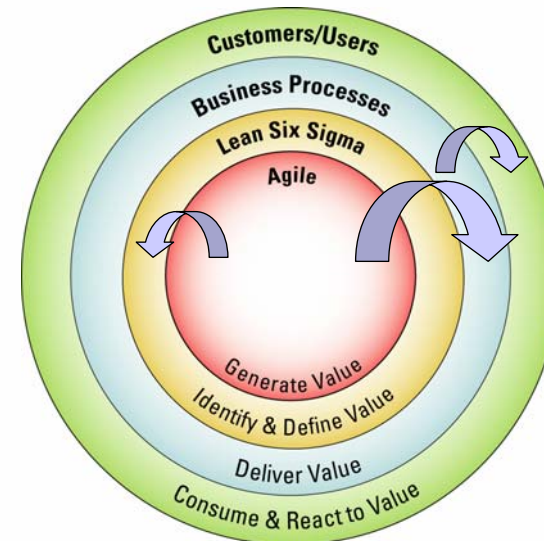 Customers/Users
Business Processes
Lean Six Sigma
Agile
Generate Value
Identify & Define Value
Deliver Value
Consume & React to Value